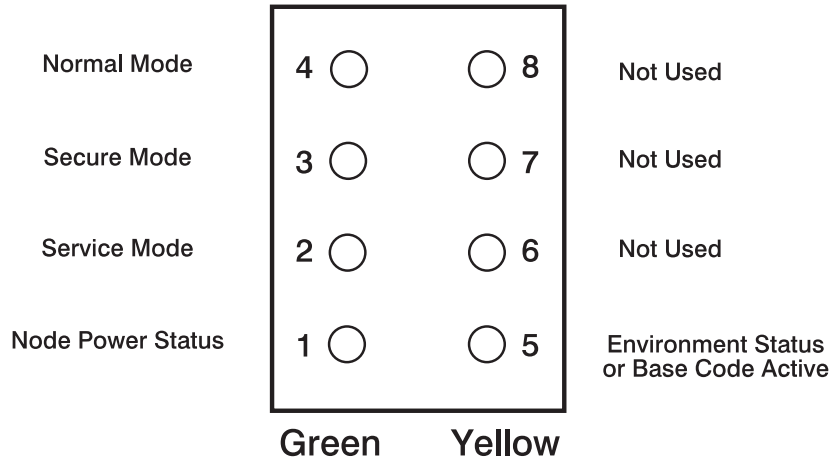 Normal Mode 4 8 Not Used
Secure Mode 3 7 Not Used
Service Mode 2 6 Not Used
Node Power Status 1 5 Environment Status
or Base Code Active
Green Yellow